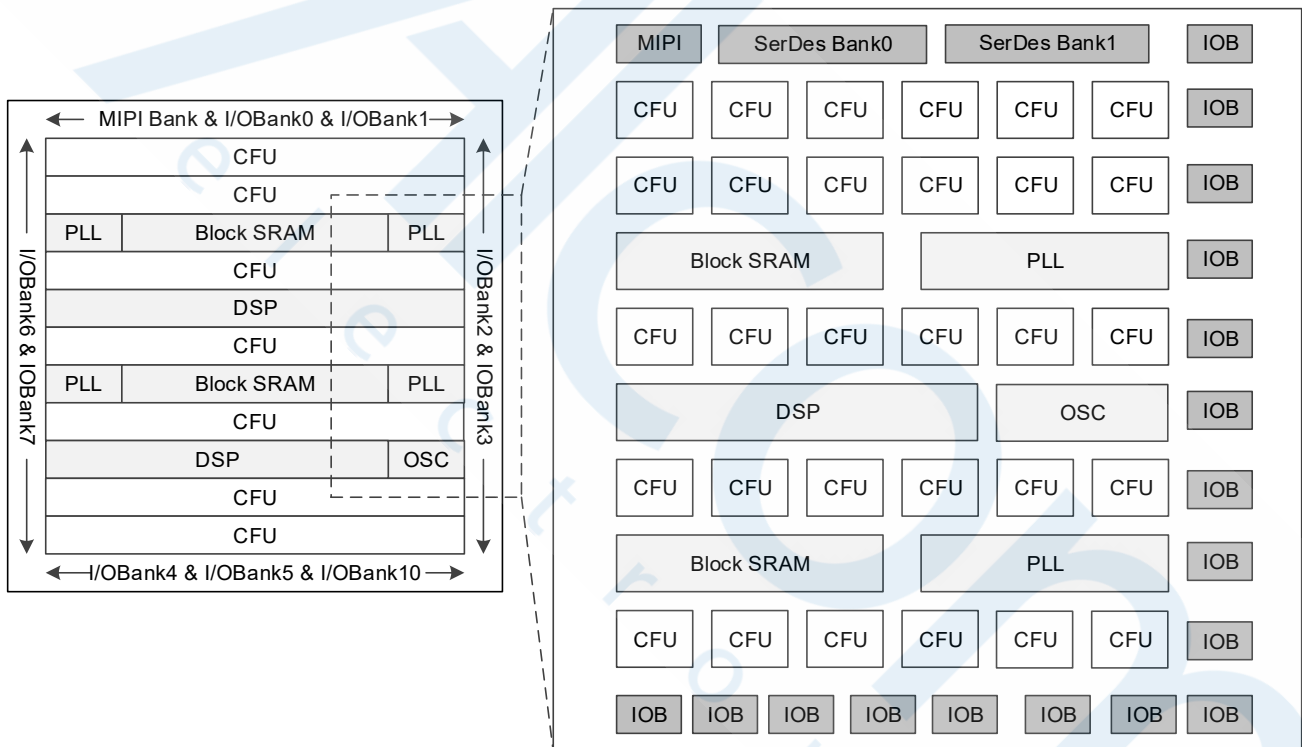 MIPI Bank & I/OBank0 & I/OBank1
CFU
CFU
PLL Block SRAM PLL
CFU
DSP
CFU
PLL Block SRAM PLL
CFU
DSP OSC
CFU
CFU
I/OBank4 & I/OBank5 & I/OBank10
I/OBank6 & IOBank7
I/OBank2 & IOBank3
MIPI SerDes Bank0 SerDes Bank1 IOB
CFU CFU CFU CFU CFU CFU IOB
CFU CFU CFU CFU CFU CFU IOB
Block SRAM PLL IOB
CFU CFU CFU CFU CFU CFU IOB
DSP OSC IOB
CFU CFU CFU CFU CFU CFU IOB
Block SRAM PLL IOB
CFU CFU CFU CFU CFU CFU IOB
IOB IOB IOB IOB IOB IOB IOB IOB